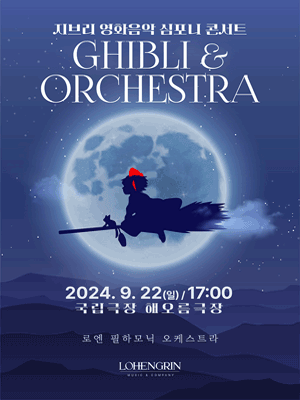 지브리 영화음악 심포니 콘서트
GHIBLI &
ORCHESTRA
2024. 9. 22(일) / 17:00
국립극장 해오름극장
로엔 필하모닉 오케스트라
LOHENGRIN
MUSIC & COMPANY